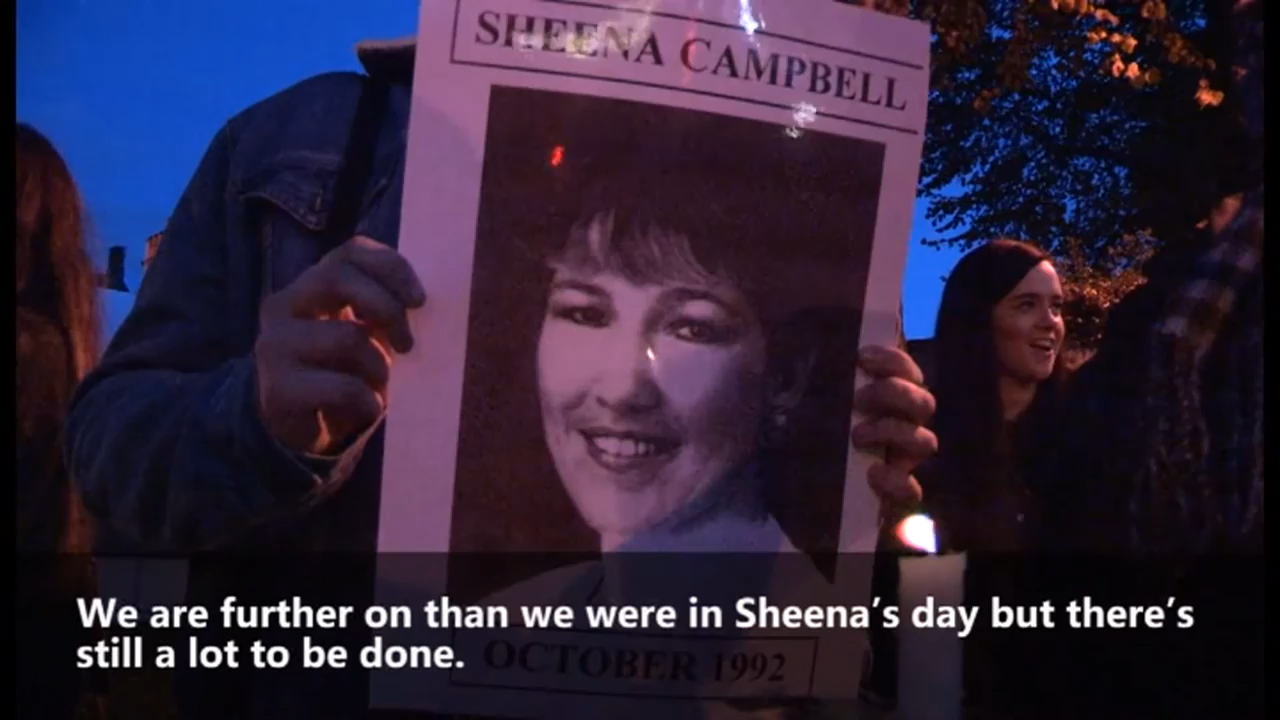 SHEENA CAMPBELL
We are further on than we were in Sheena's day but there's
still a lot to be done.
OCTOBER 1992